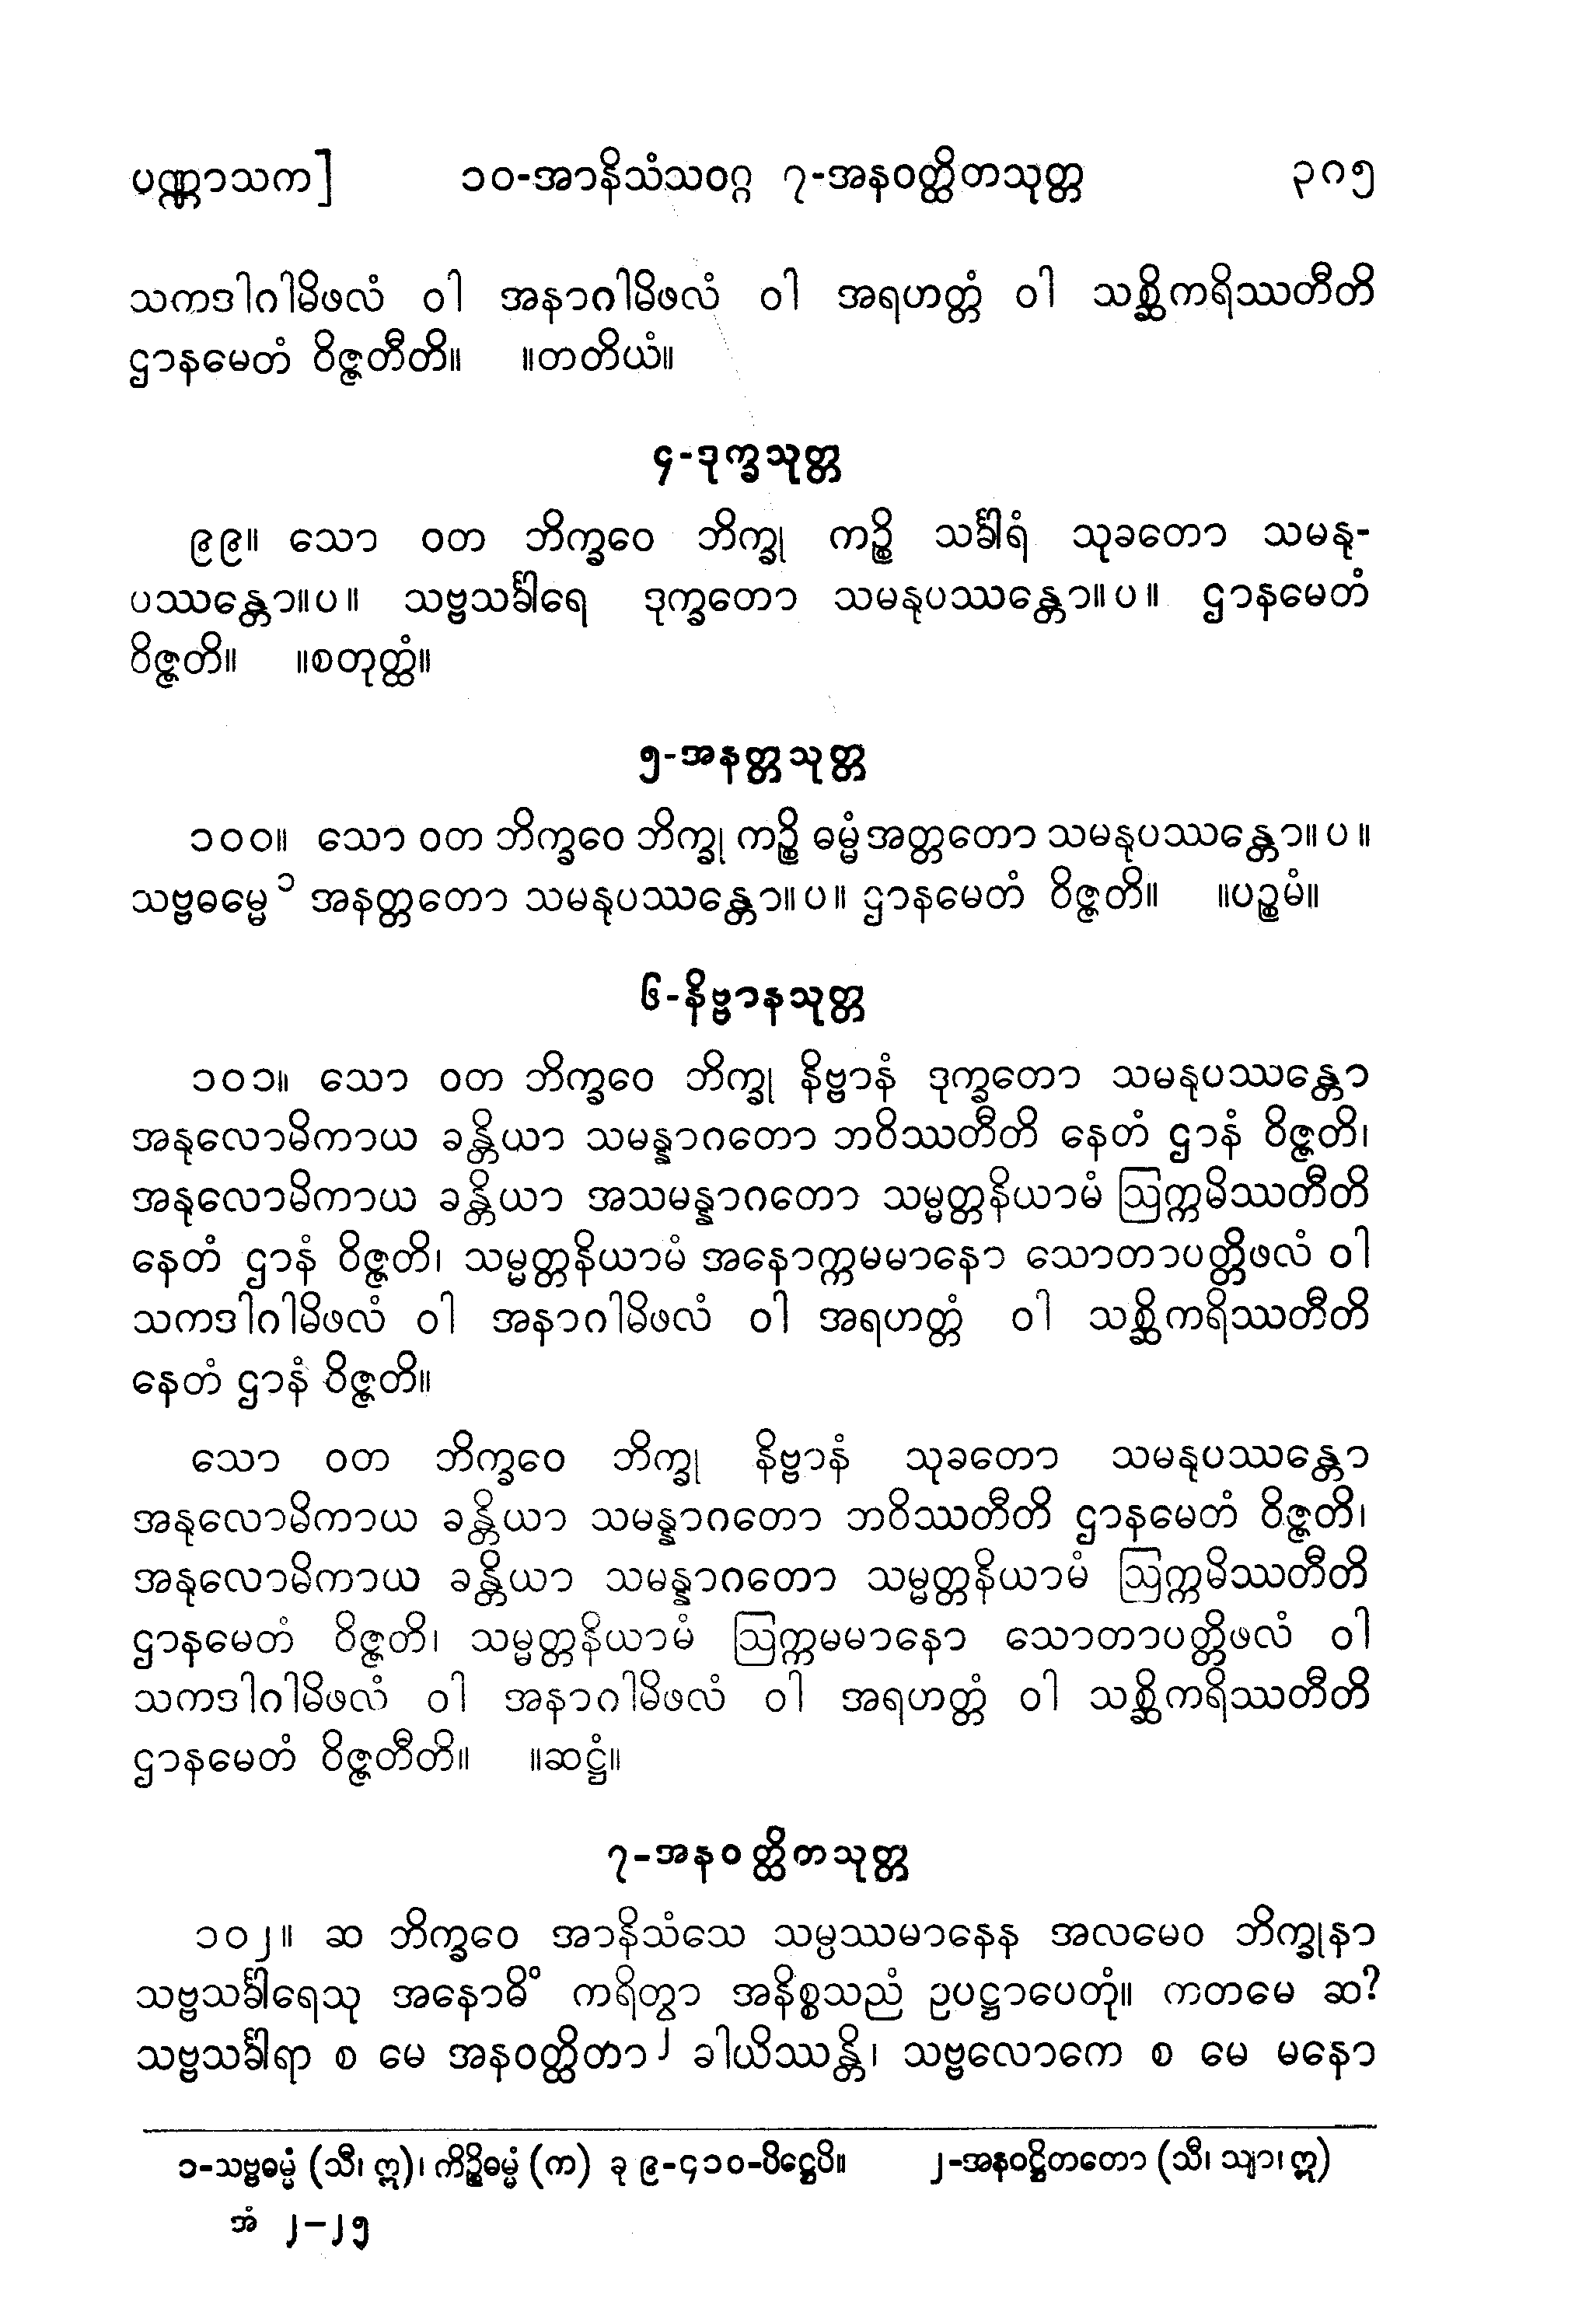 ပဏ္ဏာသက] ၁၀-အာနိသံသဝဂ္ဂ ၇-အနဝတ္ထိတသုတ္တ ၃၈၅
သကဒါဂါမိဖလံ ဝါ အနာဂါမိဖလံ ဝါ အရဟတ္တံ ဝါ သစ္ဆိကရိဿတီတိ
ဌာနမေတံ ဝိဇ္ဇတီတိ။ ။တတိယံ။
၄-ဒုက္ခသုတ္တ
၉၉။ သော ဝတ ဘိက္ခဝေ ဘိက္ခု ကဉ္စိ သင်္ခါရံ သုခတော သမနု-
ပဿန္တော။ပ။ သဗ္ဗသင်္ခါရေ ဒုက္ခတော သမနုပဿန္တော။ပ။ ဌာနမေတံ
ဝိဇ္ဇတိ။ ။စတုတ္ထံ။
၅-အနတ္တသုတ္တ
၁၀၀။ သော ဝတ ဘိက္ခဝေ ဘိက္ခု ကဉ္စိ ဓမ္မံ အတ္တတော သမနုပဿန္တော။ပ။
သဗ္ဗဓမ္မေ ၁ အနတ္တတော သမနုပဿန္တော။ပ။ ဌာနမေတံ ဝိဇ္ဇတိ။ ။ပဉ္စမံ။
၆-နိဗ္ဗာနသုတ္တ
၁၀၁။ သော ဝတ ဘိက္ခဝေ ဘိက္ခု နိဗ္ဗာနံ ဒုက္ခတော သမနုပဿန္တော
အနုလောမိကာယ ခန္တိယာ သမန္နာဂတော ဘဝိဿတီတိ နေတံ ဌာနံ ဝိဇ္ဇတိ၊
အနုလောမိကာယ ခန္တိယာ အသမန္နာဂတော သမ္မတ္တနိယာမံ ဩက္ကမိဿတီတိ
နေတံ ဌာနံ ဝိဇ္ဇတိ၊ သမ္မတ္တနိယာမံ အနောက္ကမမာနော သောတာပတ္တိဖလံ ဝါ
သကဒါဂါမိဖလံ ဝါ အနာဂါမိဖလံ ဝါ အရဟတ္တံ ဝါ သစ္ဆိကရိဿတီတိ
နေတံ ဌာနံ ဝိဇ္ဇတိ။
သော ဝတ ဘိက္ခဝေ ဘိက္ခု နိဗ္ဗာနံ သုခတော သမနုပဿန္တော
အနုလောမိကာယ ခန္တိယာ သမန္နာဂတော ဘဝိဿတီတိ ဌာနမေတံ ဝိဇ္ဇတိ၊
အနုလောမိကာယ ခန္တိယာ သမန္နာဂတော သမ္မတ္တနိယာမံ ဩက္ကမိဿတီတိ
ဌာနမေတံ ဝိဇ္ဇတိ၊ သမ္မတ္တနိယာမံ ဩက္ကမမာနော သောတာပတ္တိဖလံ ဝါ
သကဒါဂါမိဖလံ ဝါ အနာဂါမိဖလံ ဝါ အရဟတ္တံ ဝါ သစ္ဆိကရိဿတီတိ
ဌာနမေတံ ဝိဇ္ဇတီတိ။ ။ဆဋ္ဌံ။
၇-အနဝတ္ထိတသုတ္တ
၁၀၂။ ဆ ဘိက္ခဝေ အာနိသံသေ သမ္ပဿမာနေန အလမေဝ ဘိက္ခုနာ
သဗ္ဗသင်္ခါရေသု အနောဓိံ ကရိတွာ အနိစ္စသညံ ဥပဋ္ဌာပေတုံ။ ကတမေ ဆ?
သဗ္ဗသင်္ခါရာ စ မေ အနဝတ္ထိတာ ၂ ခါယိဿန္တိ၊ သဗ္ဗလောကေ စ မေ မနော
၁-သဗ္ဗဓမ္မံ (သီ၊ ဣ)၊ ကိဉ္စိဓမ္မံ (က) ခု ၉-၄၁၀-ပိဋ္ဌေပိ။ ၂-အနဝဋ္ဌိတတော (သီ၊ သျာ၊ ဣ)
အံ ၂–၂၅